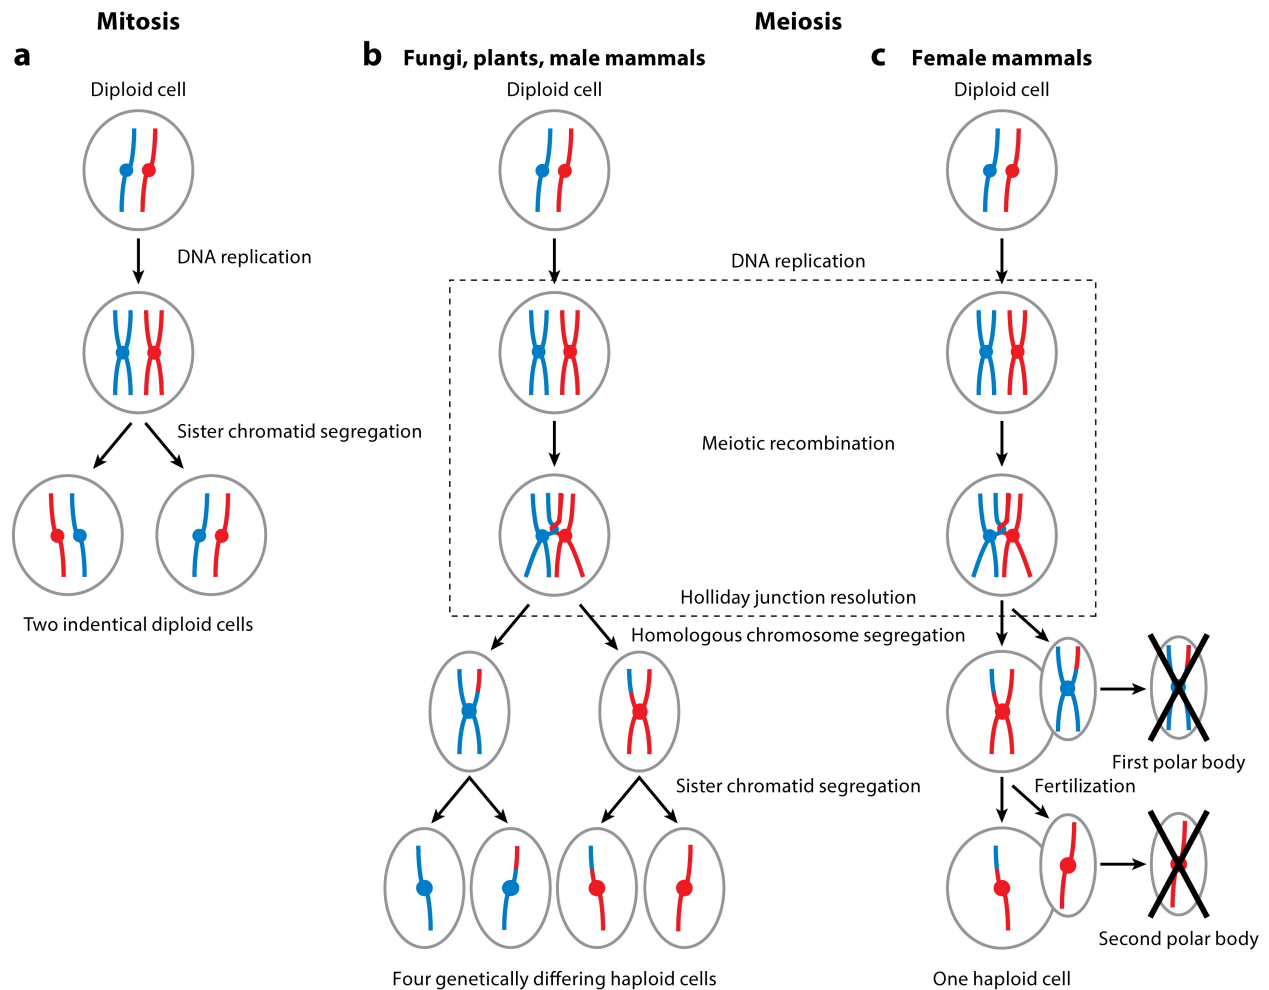 Mitosis
Meiosis
a
b Fungi, plants, male mammals
c Female mammals
Diploid cell
Diploid cell
Diploid cell
DNA replication
DNA replication
Sister chromatid segregation
Meiotic recombination
Two indentical diploid cells
Holliday junction resolution
Homologous chromosome segregation
First polar body
Sister chromatid segregation
Fertilization
Second polar body
Four genetically differing haploid cells
One haploid cell